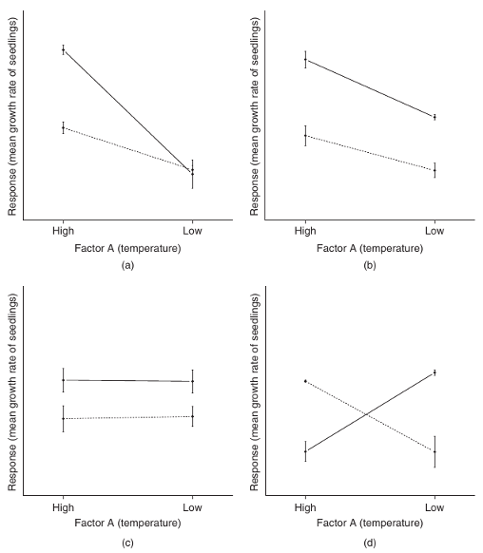 Response (mean growth rate of seedlings)
High Low
Factor A (temperature)
(a)
Response (mean growth rate of seedlings)
High Low
Factor A (temperature)
(b)
Response (mean growth rate of seedlings)
High Low
Factor A (temperature)
(c)
Response (mean growth rate of seedlings)
High Low
Factor A (temperature)
(d)